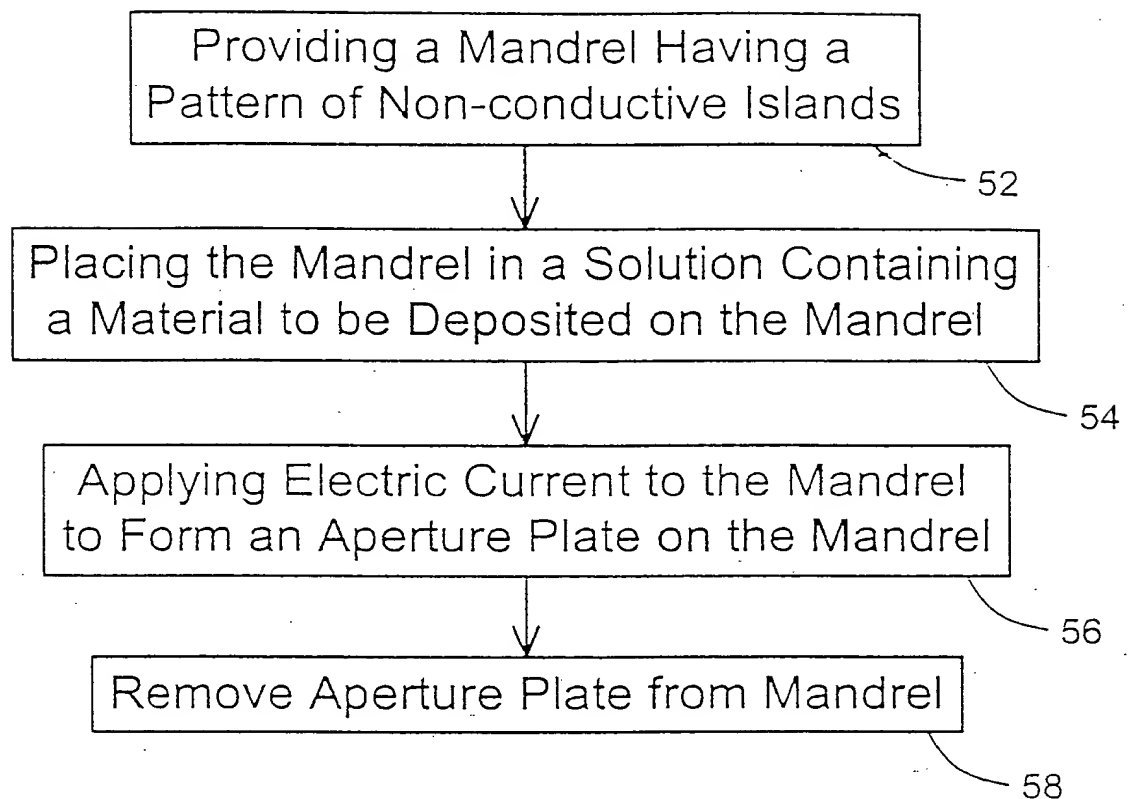 Providing a Mandrel Having a
Pattern of Non-conductive Islands
52
Placing the Mandrel in a Solution Containing
a Material to be Deposited on the Mandrel
54
Applying Electric Current to the Mandrel
to Form an Aperture Plate on the Mandrel
56
Remove Aperture Plate from Mandrel
58